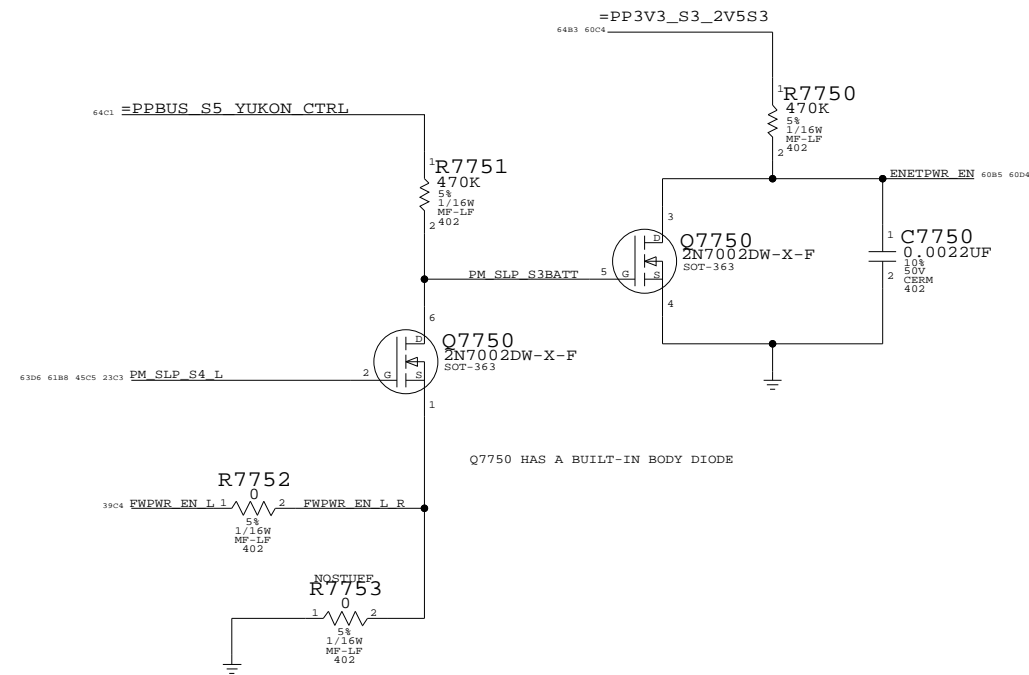 =PP3V3_S3_2V5S3
64B3 60C4
1
R7750
470K
5%
1/16W
MF-LF
402
2
64C1 =PPBUS_S5_YUKON_CTRL
1
R7751
470K
5%
1/16W
MF-LF
402
2
ENETPWR_EN 60B5 60D4
3
D
Q7750
2N7002DW-X-F
SOT-363
5 G S
4
1
C7750
0.0022UF
10%
50V
CERM
402
2
PM_SLP_S3BATT
6
D
Q7750
2N7002DW-X-F
SOT-363
63D6 61B8 45C5 23C3 PM_SLP_S4_L
2 G S
1
Q7750 HAS A BUILT-IN BODY DIODE
R7752
0
39C4 FWPWR_EN_L 1 2 FWPWR_EN_L_R
5%
1/16W
MF-LF
402
NOSTUFF
R7753
0
1 2
5%
1/16W
MF-LF
402